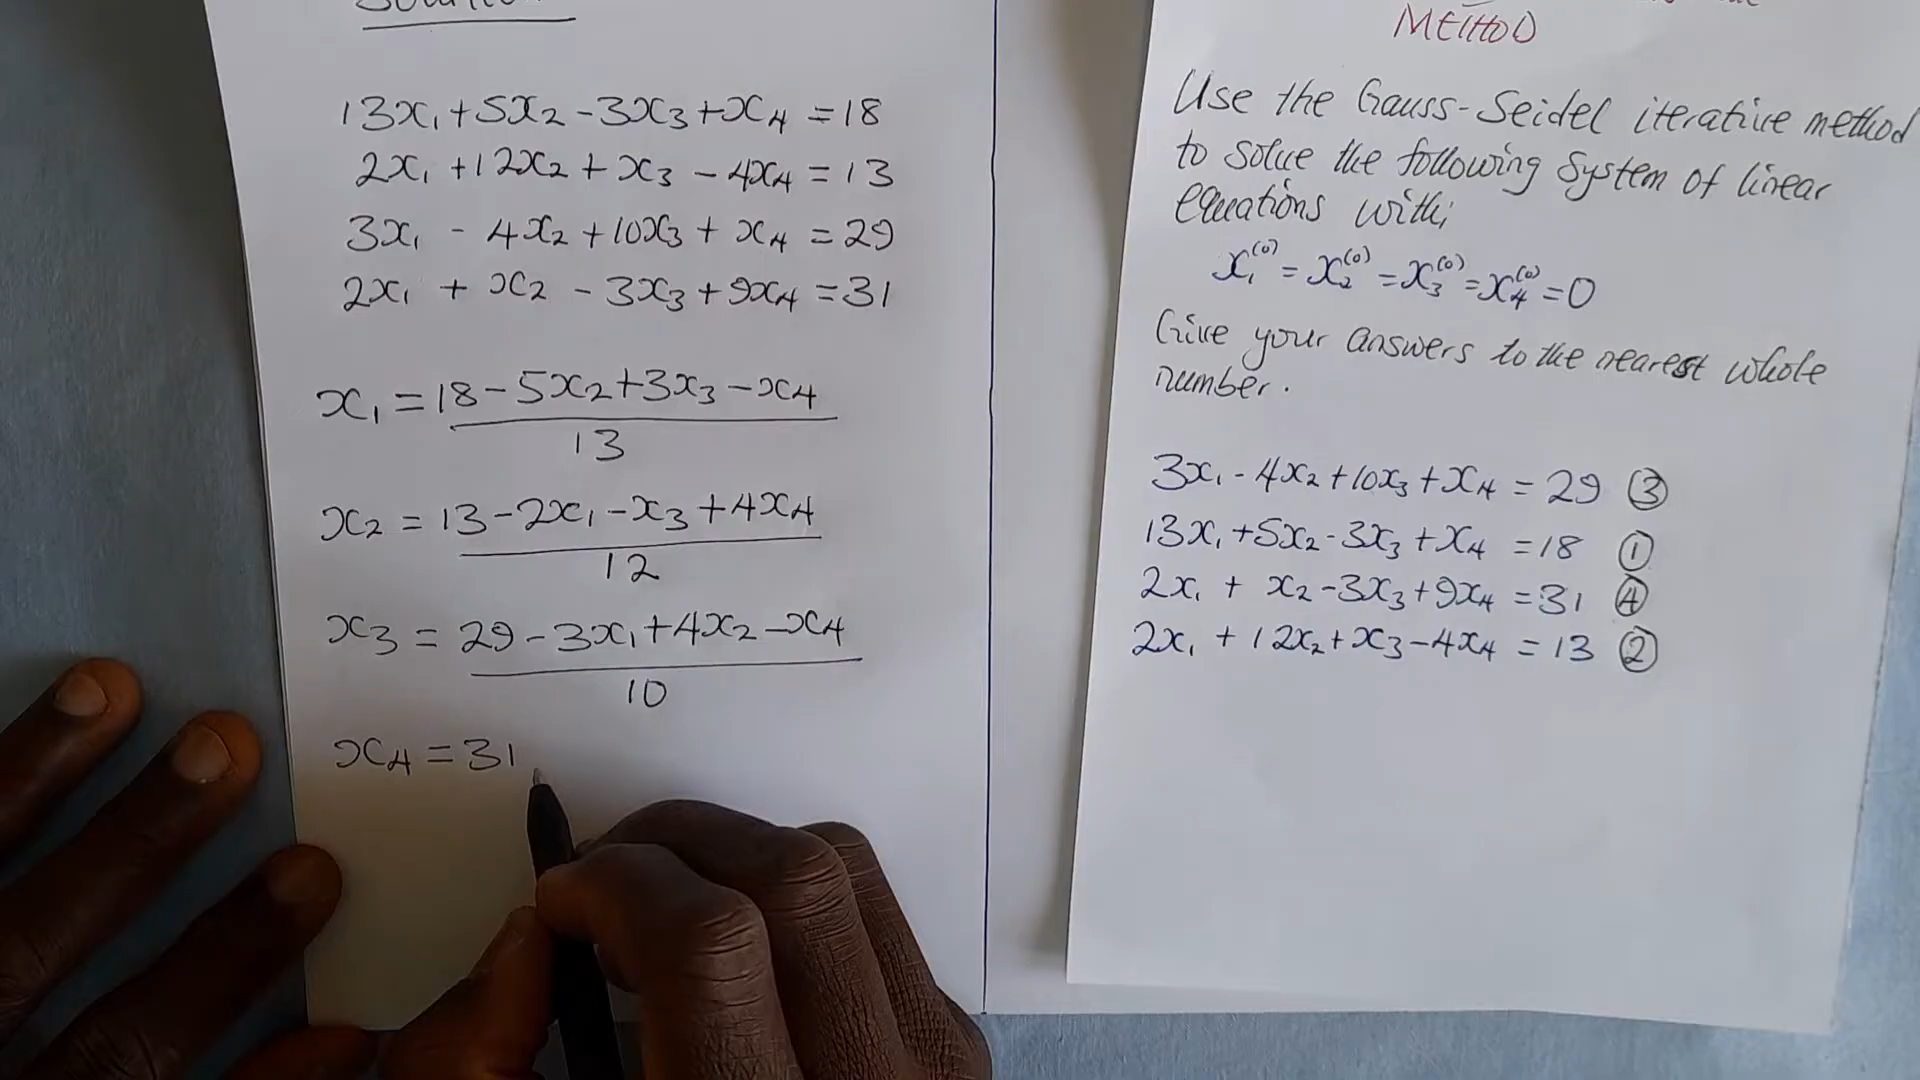 Solution
13x₁+5x₂-3x₃+x₄=18
2x₁+12x₂+x₃-4x₄=13
3x₁-4x₂+10x₃+x₄=29
2x₁+x₂-3x₃+9x₄=31
x₁=18-5x₂+3x₃-x₄
13
x₂=13-2x₁-x₃+4x₄
12
x₃=29-3x₁+4x₂-x₄
10
x₄=31
METHOD
Use the Gauss-Seidel iterative method
to solve the following system of linear
equations with;
x₁⁽⁰⁾=x₂⁽⁰⁾=x₃⁽⁰⁾=x₄⁽⁰⁾=0
Give your answers to the nearest whole
number.
3x₁-4x₂+10x₃+x₄=29 ③
13x₁+5x₂-3x₃+x₄=18 ①
2x₁+x₂-3x₃+9x₄=31 ④
2x₁+12x₂+x₃-4x₄=13 ②